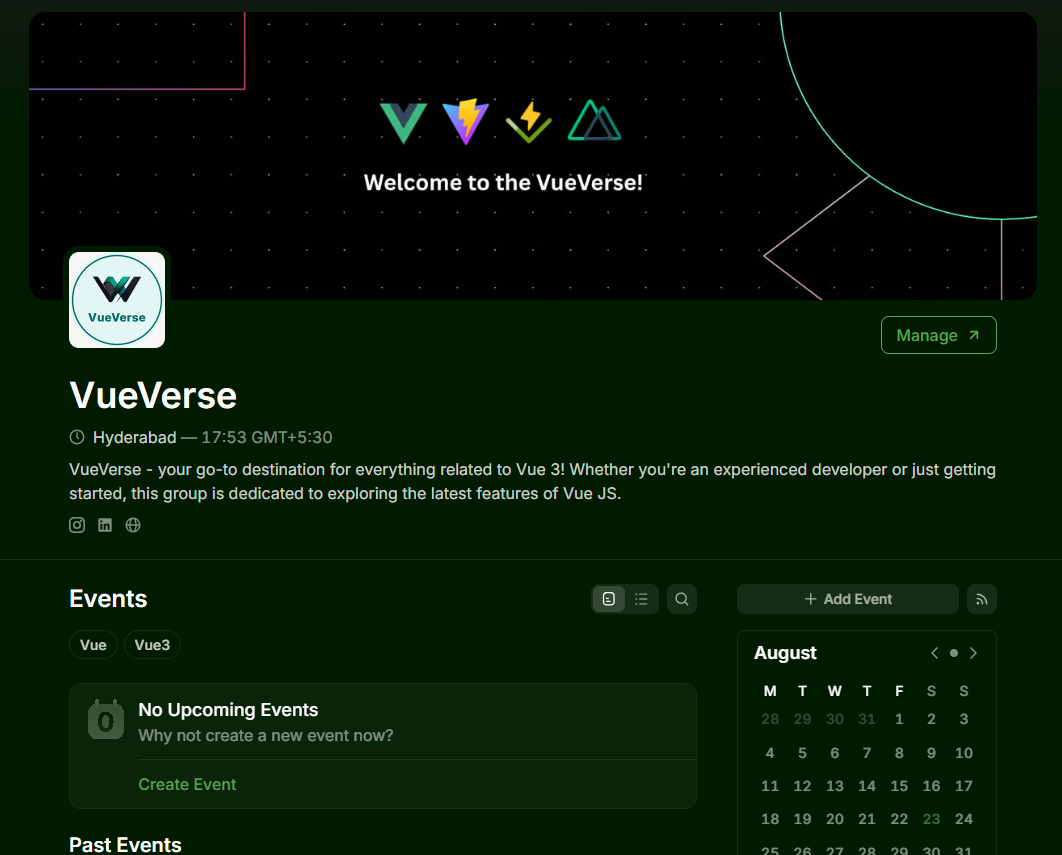 Welcome to the VueVerse!
VueVerse
Manage
VueVerse
Hyderabad — 17:53 GMT+5:30
VueVerse - your go-to destination for everything related to Vue 3! Whether you're an experienced developer or just getting
started, this group is dedicated to exploring the latest features of Vue JS.
Events
Add Event
Vue Vue3
0
No Upcoming Events
Why not create a new event now?
Create Event
Past Events
August
M T W T F S S
28 29 30 31 1 2 3
4 5 6 7 8 9 10
11 12 13 14 15 16 17
18 19 20 21 22 23 24
25 26 27 28 29 30 31